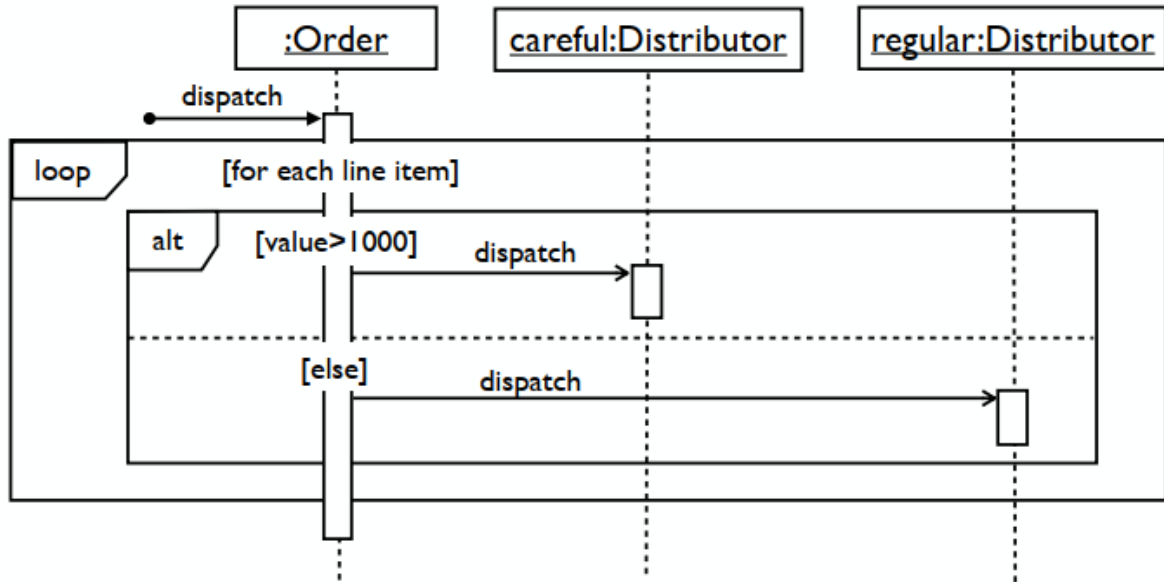 :Order
careful:Distributor
regular:Distributor
dispatch
loop
[for each line item]
alt
[value>1000]
dispatch
[else]
dispatch